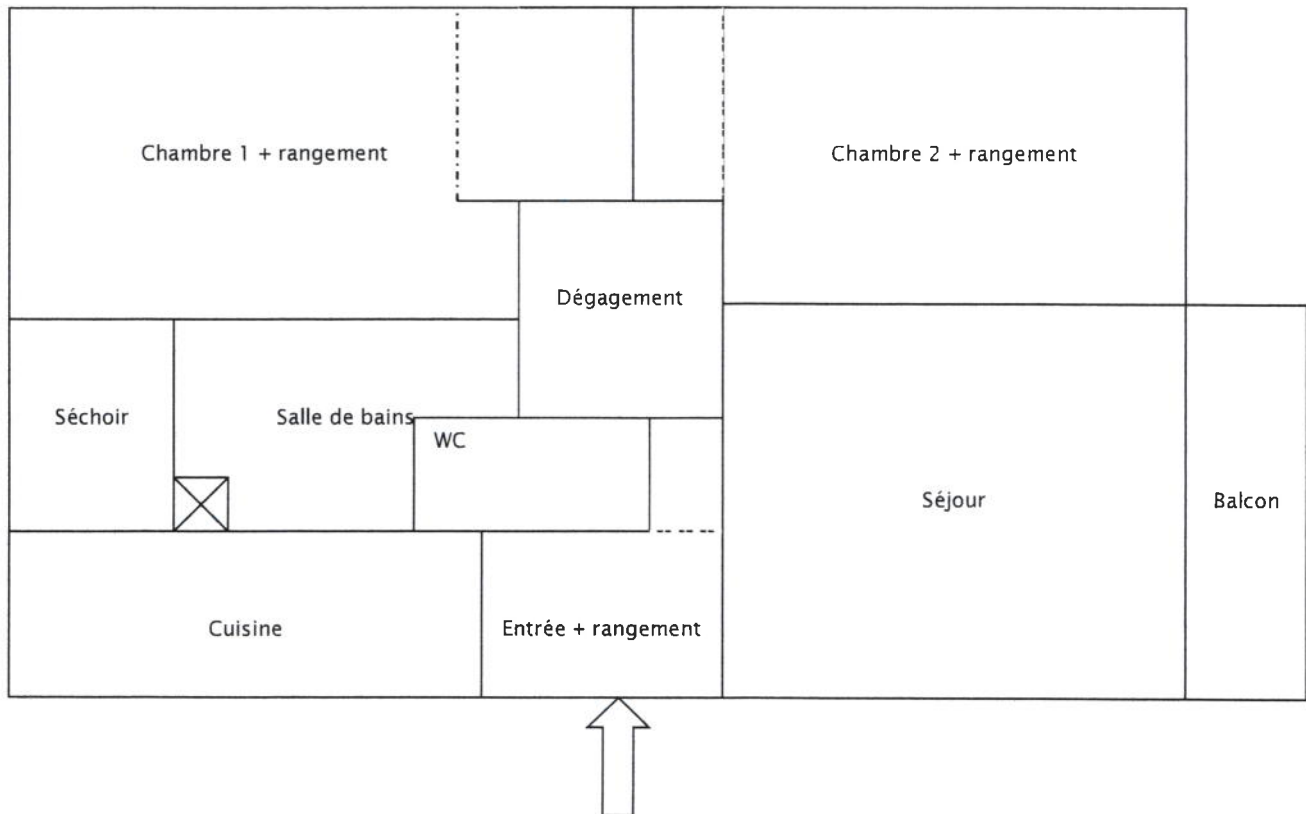 Chambre 1 + rangement
Chambre 2 + rangement
Dégagement
Séchoir
Salle de bains
WC
Séjour
Balcon
Cuisine
Entrée + rangement